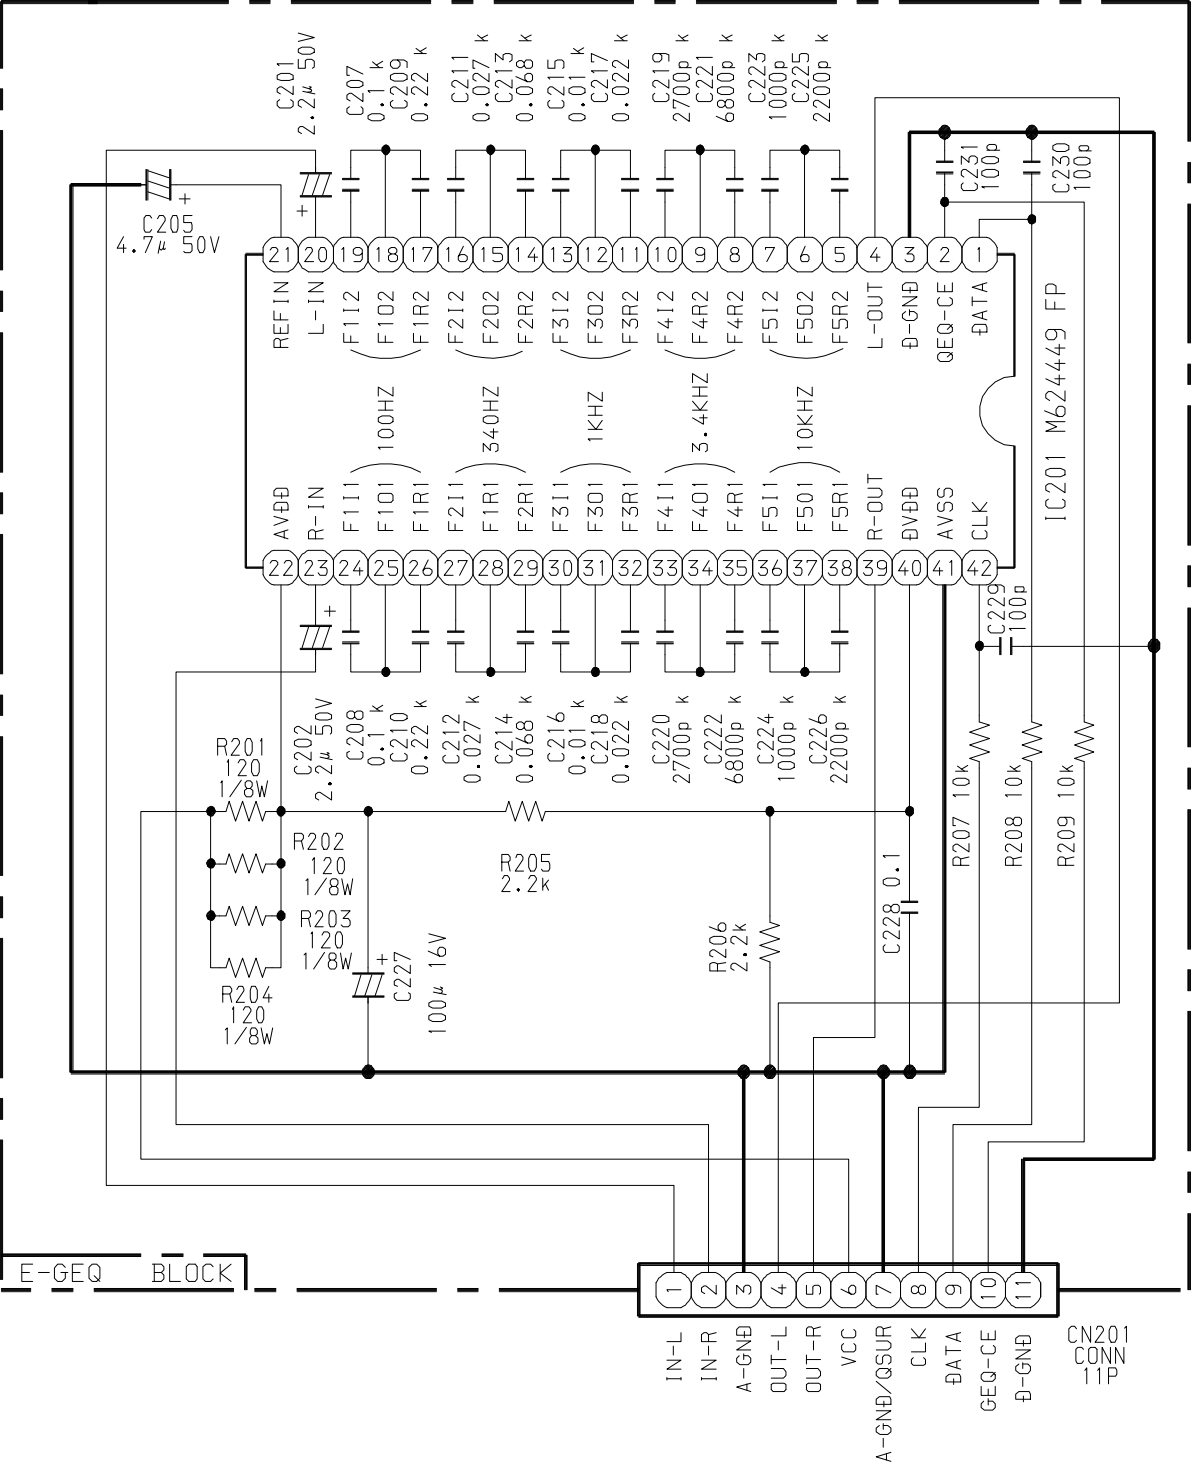 C201
2.2μ 50V
C207
0.1 k
C209
0.22 k
C211
0.027 k
C213
0.068 k
C215
0.01 k
C217
0.022 k
C219
2700p k
C221
6800p k
C223
1000p k
C225
2200p k
C231
100p
C230
100p
+
C205
4.7μ 50V
+
21
20
19
18
17
16
15
14
13
12
11
10
9
8
7
6
5
4
3
2
1
REFIN
L-IN
F1I2
F1O2
F1R2
F2I2
F2O2
F2R2
F3I2
F3O2
F3R2
F4I2
F4R2
F4R2
F5I2
F5O2
F5R2
L-OUT
Đ-GNĐ
QEQ-CE
ĐATA
100HZ
340HZ
1KHZ
3.4KHZ
10KHZ
IC201 M624449 FP
AVĐĐ
R-IN
F1I1
F1O1
F1R1
F2I1
F1R1
F2R1
F3I1
F3O1
F3R1
F4I1
F4O1
F4R1
F5I1
F5O1
F5R1
R-OUT
ĐVĐĐ
AVSS
CLK
22
23
24
25
26
27
28
29
30
31
32
33
34
35
36
37
38
39
40
41
42
+
C229
100p
C202
2.2μ 50V
C208
0.1 k
C210
0.22 k
C212
0.027 k
C214
0.068 k
C216
0.01 k
C218
0.022 k
C220
2700p k
C222
6800p k
C224
1000p k
C226
2200p k
R201
120
1/8W
R202
120
1/8W
R203
120
1/8W
R204
120
1/8W
R205
2.2k
R206
2.2k
C228 0.1
R207 10k
R208 10k
R209 10k
+
C227
100μ 16V
E-GEQ BLOCK
1
2
3
4
5
6
7
8
9
10
11
IN-L
IN-R
A-GNĐ
OUT-L
OUT-R
VCC
A-GNĐ/QSUR
CLK
ĐATA
GEQ-CE
Đ-GNĐ
CN201
CONN
11P